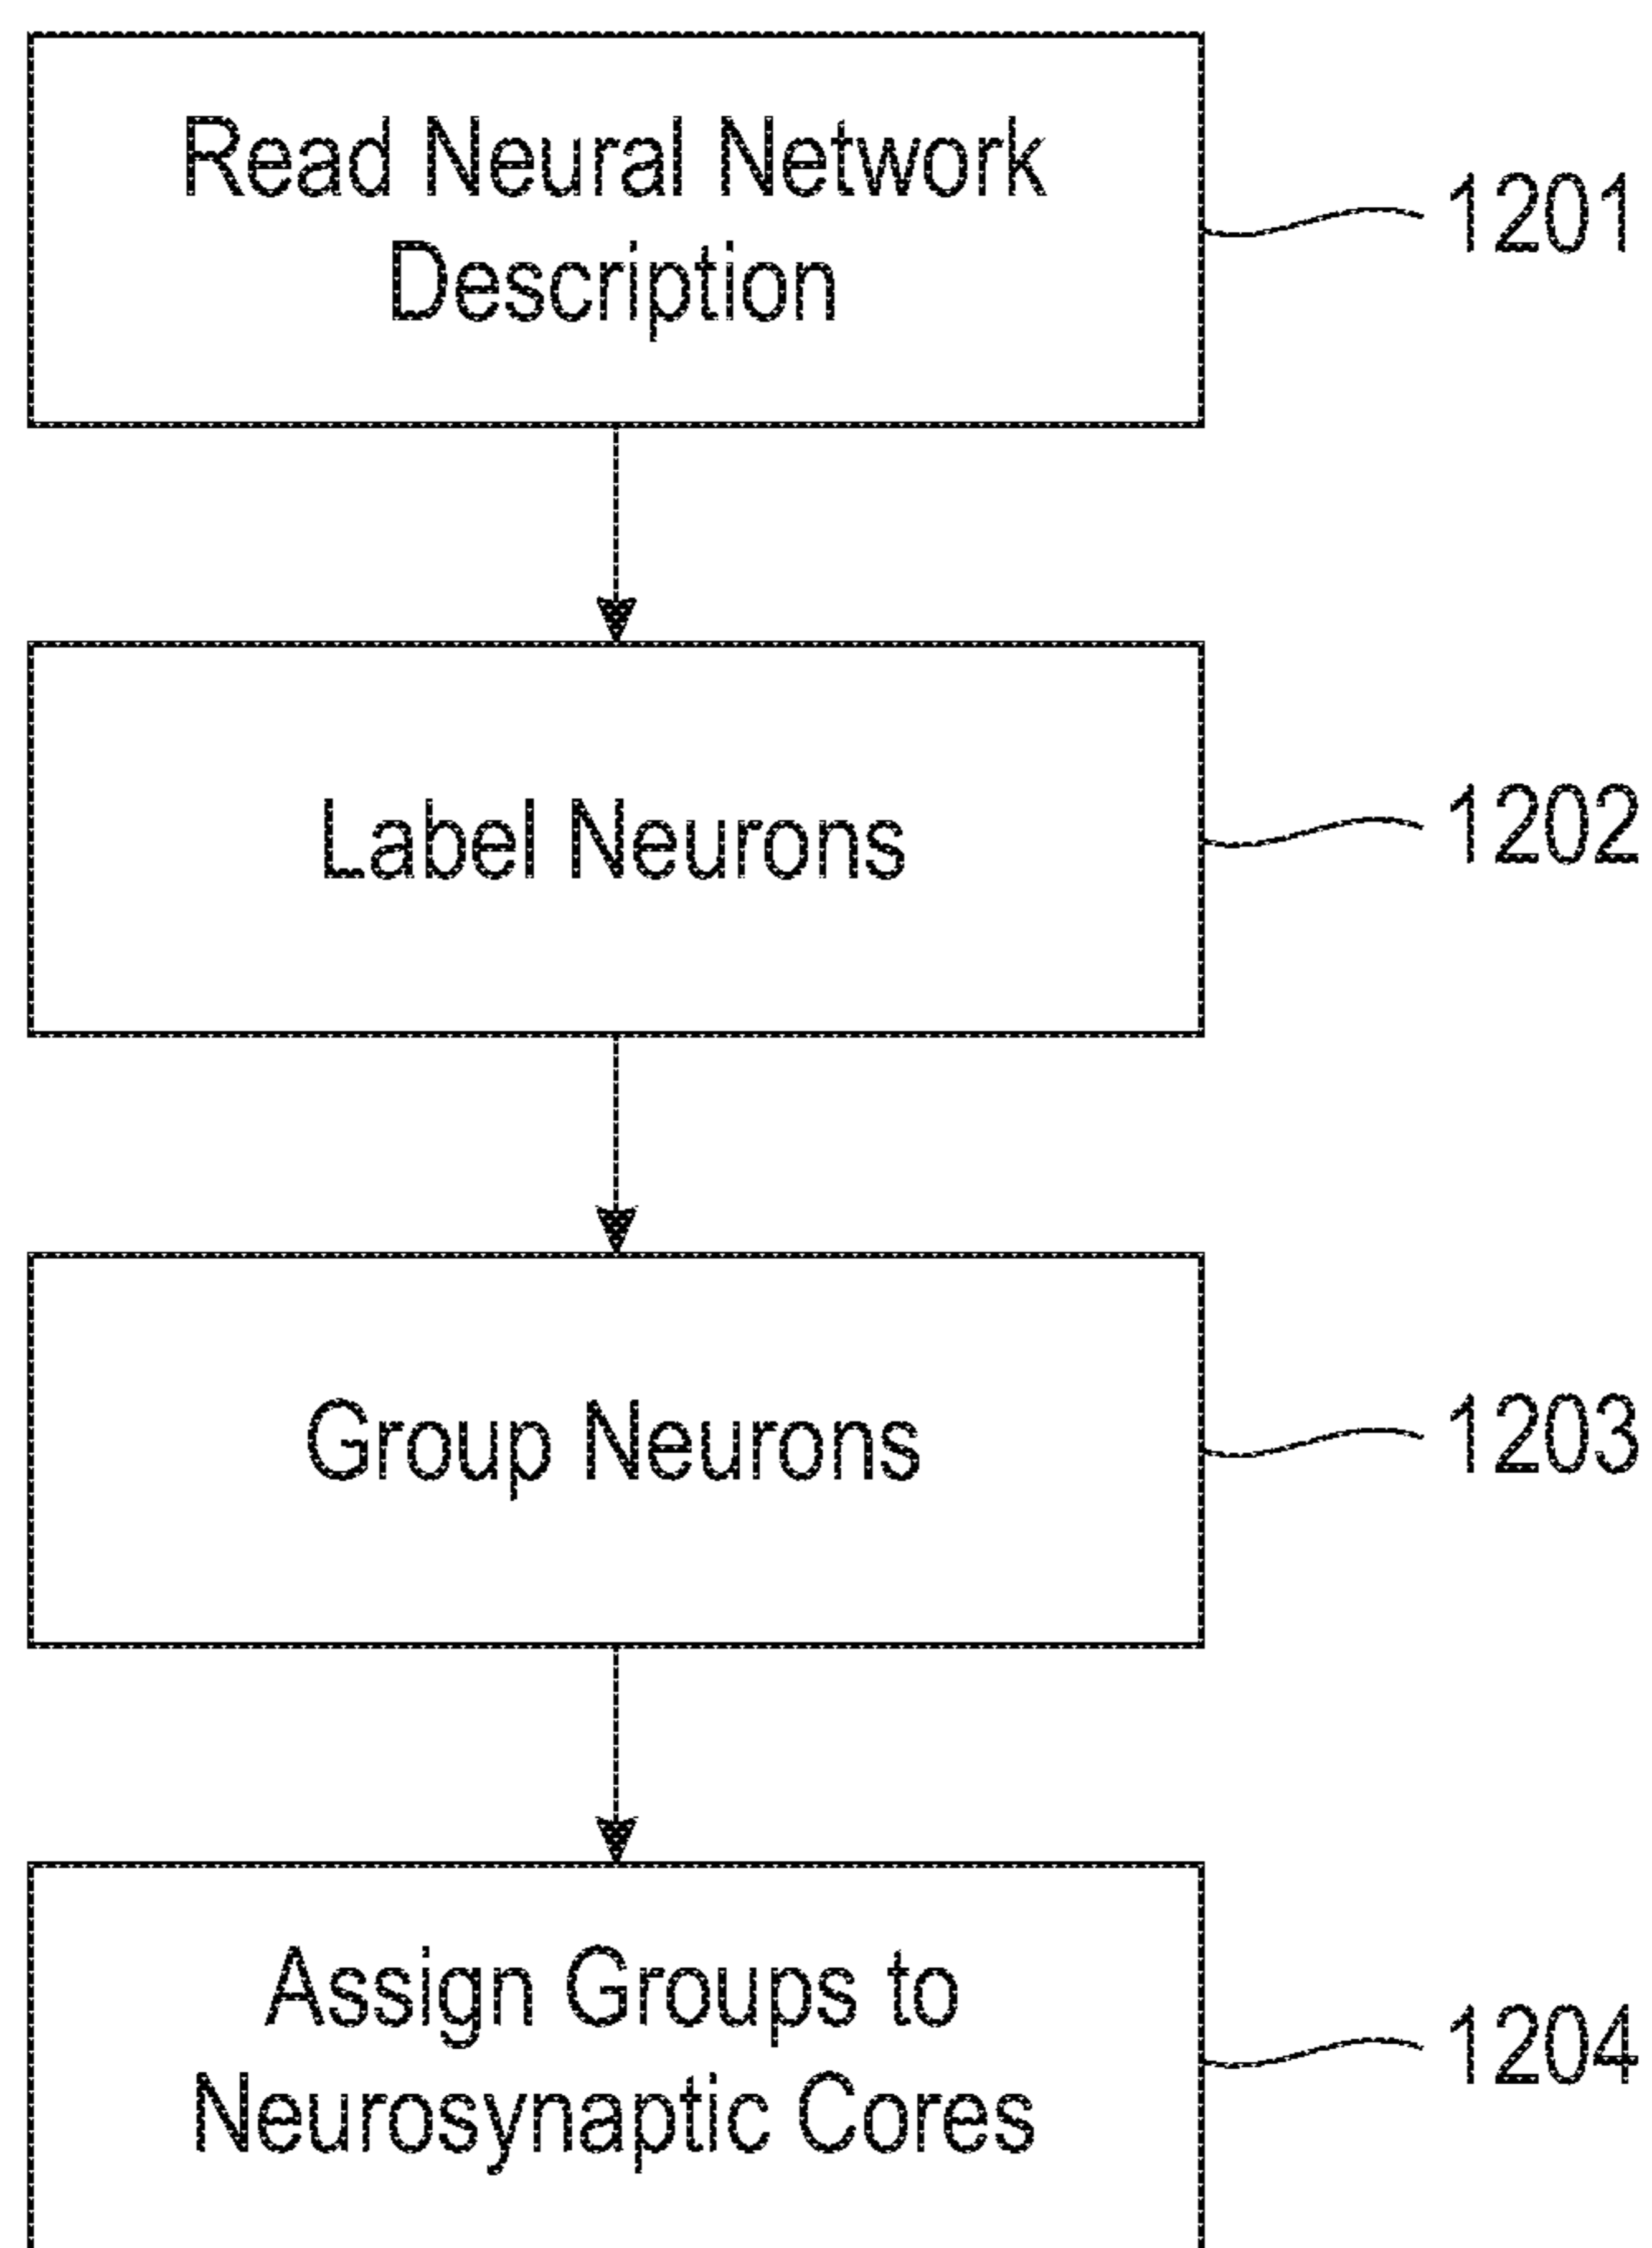 Read Neural Network
Description
1201
Label Neurons
1202
Group Neurons
1203
Assign Groups to
Neurosynaptic Cores
1204